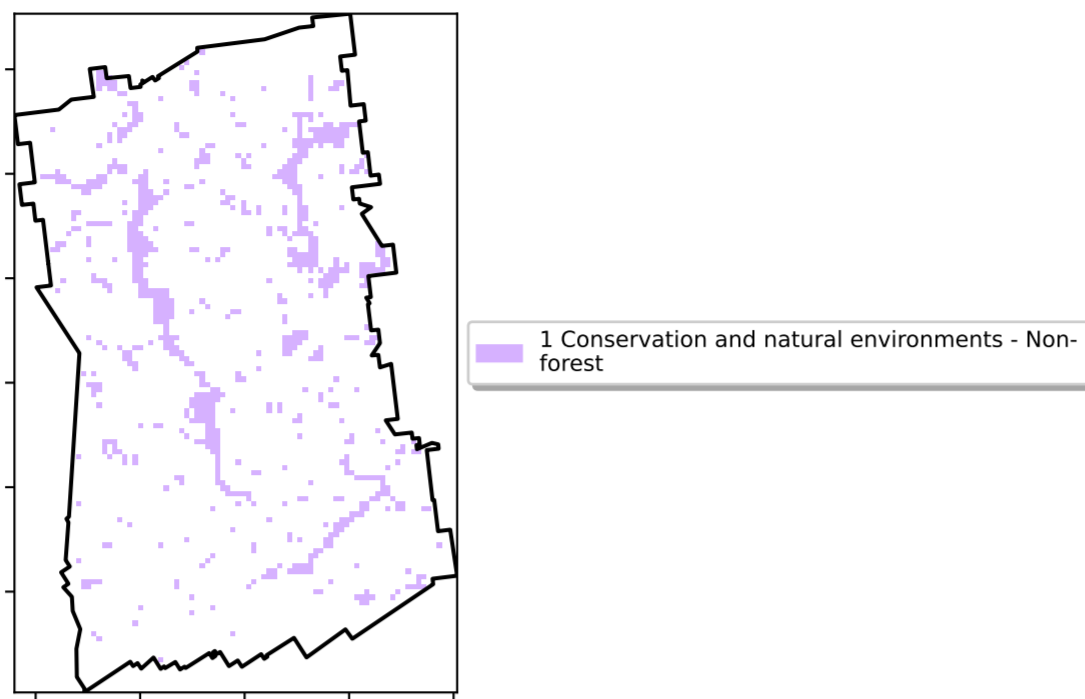 1 Conservation and natural environments - Non-
forest